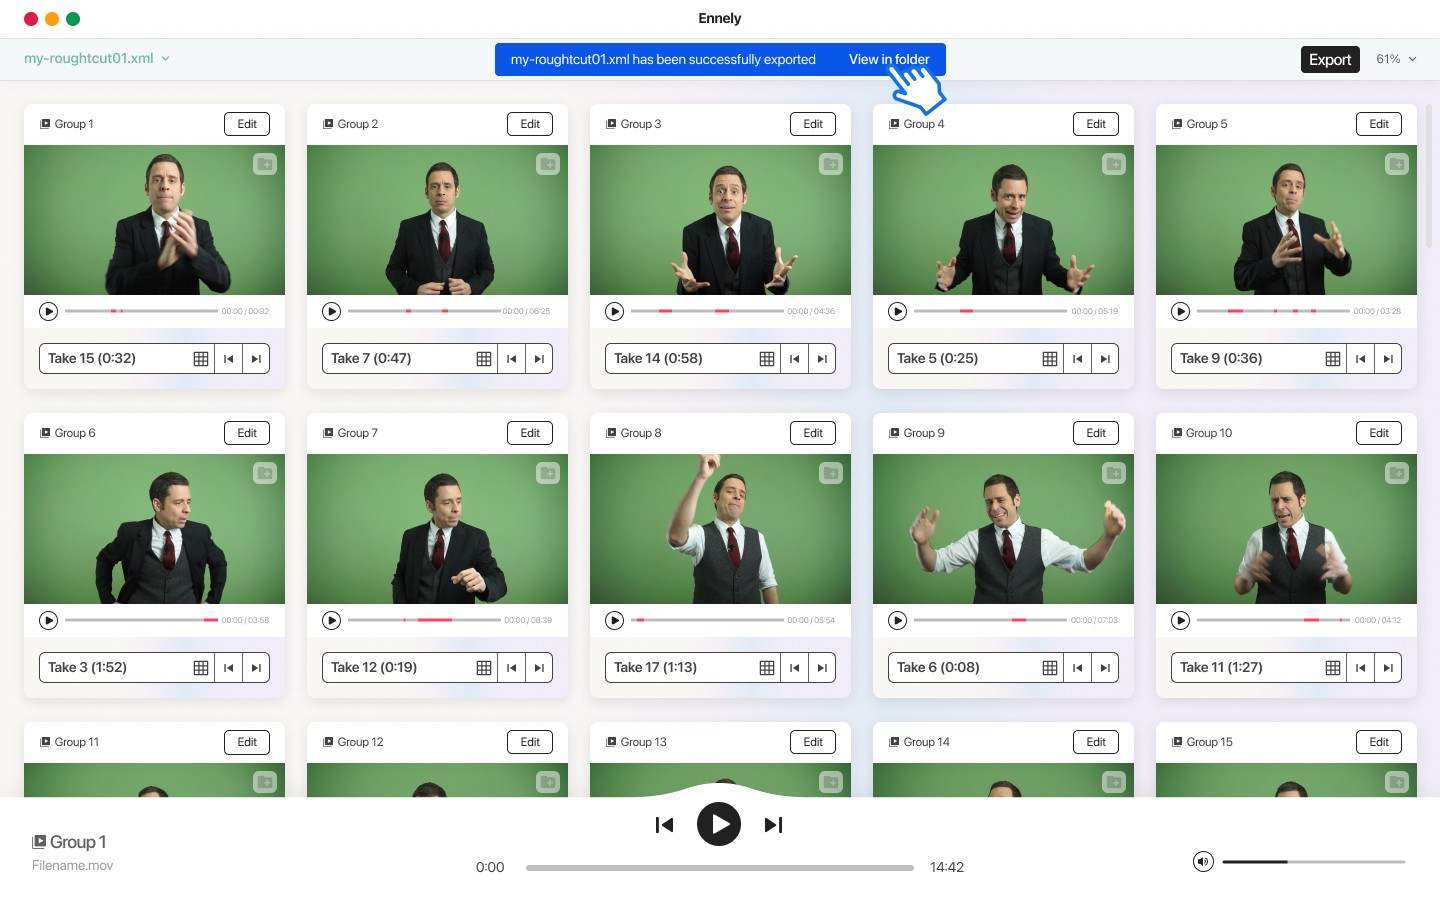 Ennely
my-roughtcut01.xml
my-roughtcut01.xml has been successfully exported View in folder
Export 61%
Group 1 Edit
Group 2 Edit
Group 3 Edit
Group 4 Edit
Group 5 Edit
00:00 / 00:32
00:00 / 06:25
00:00 / 04:36
00:00 / 05:19
00:00 / 03:28
Take 15 (0:32)
Take 7 (0:47)
Take 14 (0:58)
Take 5 (0:25)
Take 9 (0:36)
Group 6 Edit
Group 7 Edit
Group 8 Edit
Group 9 Edit
Group 10 Edit
00:00 / 03:58
00:00 / 08:39
00:00 / 05:54
00:00 / 07:03
00:00 / 04:12
Take 3 (1:52)
Take 12 (0:19)
Take 17 (1:13)
Take 6 (0:08)
Take 11 (1:27)
Group 11 Edit
Group 12 Edit
Group 13 Edit
Group 14 Edit
Group 15 Edit
Group 1
Filename.mov
0:00 14:42